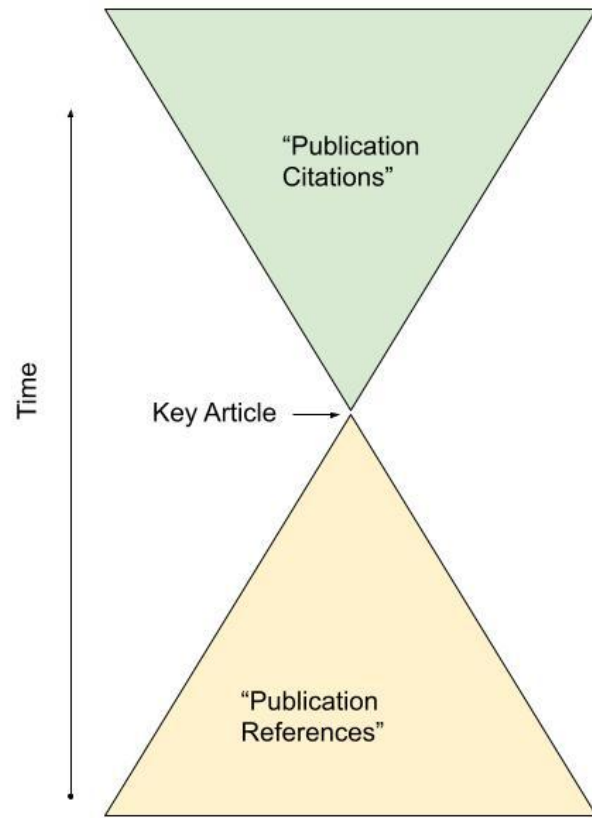 “Publication
Citations”
Time
Key Article
“Publication
References”